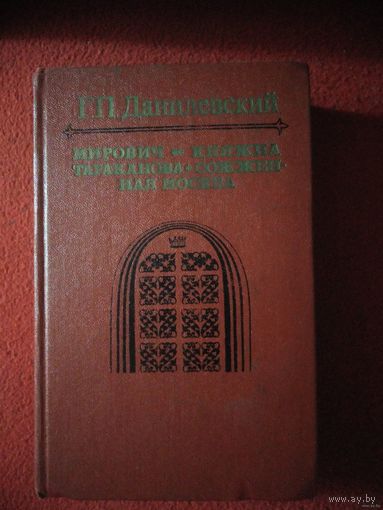 Г.П. Данилевский
МИРОВИЧ • КНЯЖНА
ТАРАКАНОВА • СОЖЖЕН-
НАЯ МОСКВА
www.ay.by